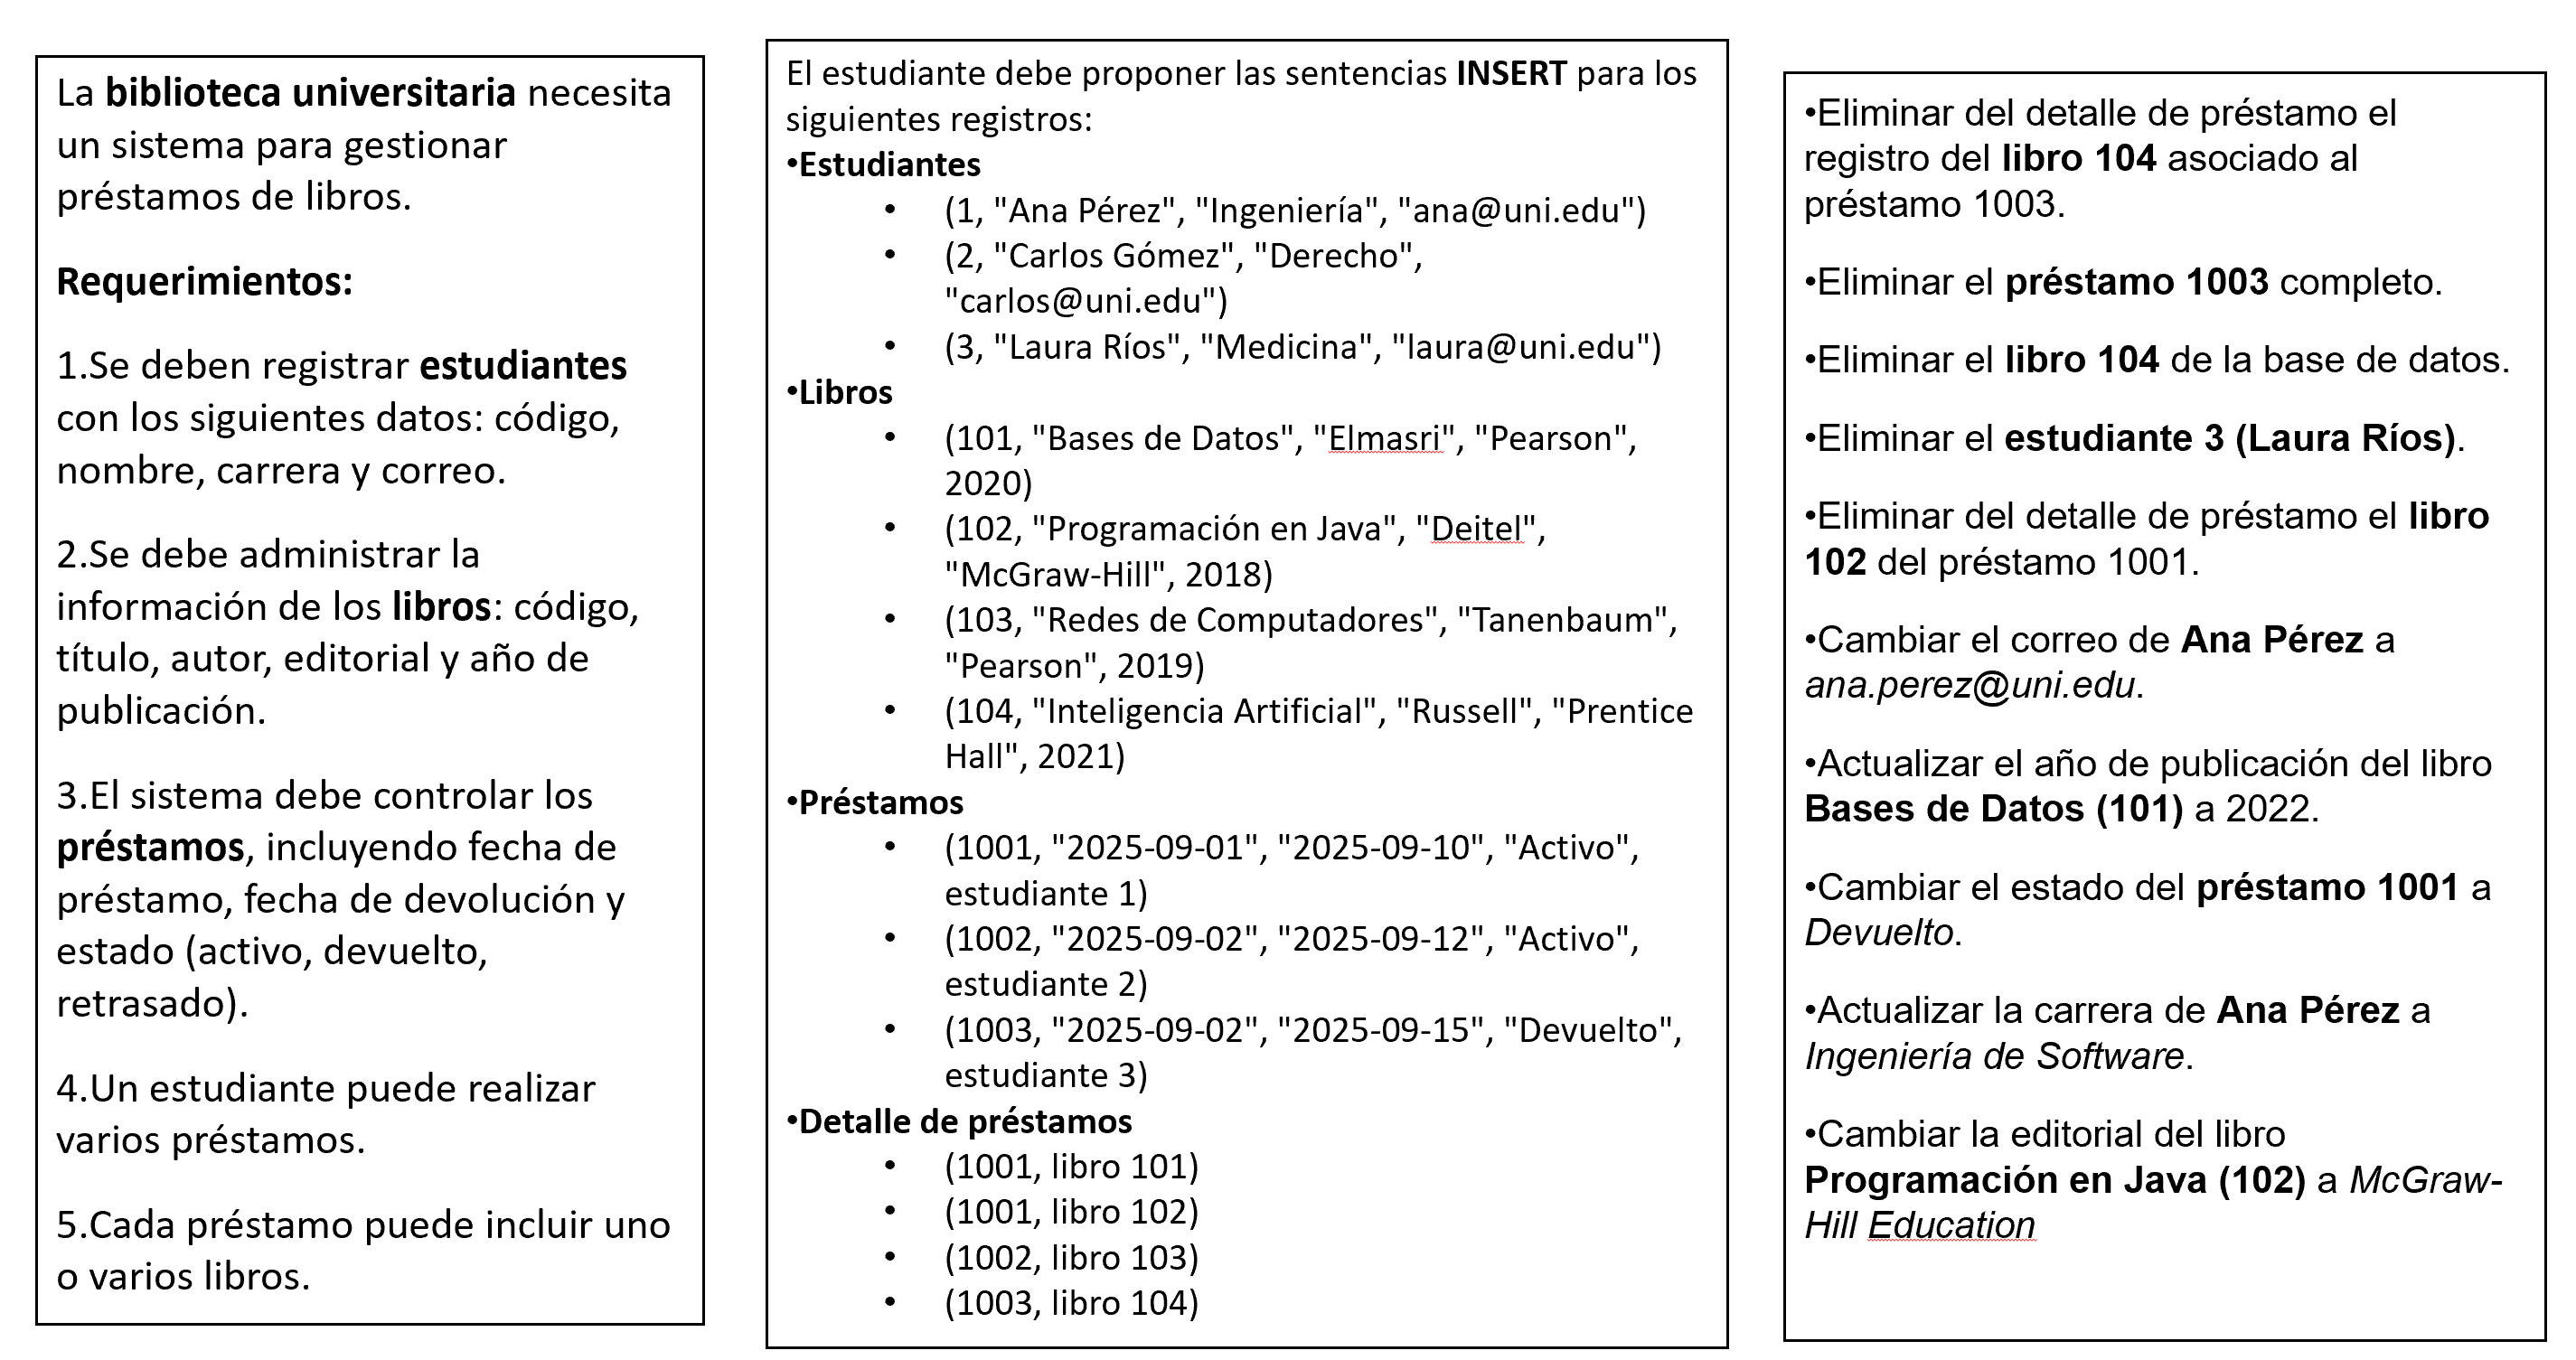 La biblioteca universitaria necesita
un sistema para gestionar
préstamos de libros.
Requerimientos:
1.Se deben registrar estudiantes
con los siguientes datos: código,
nombre, carrera y correo.
2.Se debe administrar la
información de los libros: código,
título, autor, editorial y año de
publicación.
3.El sistema debe controlar los
préstamos, incluyendo fecha de
préstamo, fecha de devolución y
estado (activo, devuelto,
retrasado).
4.Un estudiante puede realizar
varios préstamos.
5.Cada préstamo puede incluir uno
o varios libros.
El estudiante debe proponer las sentencias INSERT para los
siguientes registros:
•Estudiantes
• (1, "Ana Pérez", "Ingeniería", "ana@uni.edu")
• (2, "Carlos Gómez", "Derecho",
"carlos@uni.edu")
• (3, "Laura Ríos", "Medicina", "laura@uni.edu")
•Libros
• (101, "Bases de Datos", "Elmasri", "Pearson",
2020)
• (102, "Programación en Java", "Deitel",
"McGraw-Hill", 2018)
• (103, "Redes de Computadores", "Tanenbaum",
"Pearson", 2019)
• (104, "Inteligencia Artificial", "Russell", "Prentice
Hall", 2021)
•Préstamos
• (1001, "2025-09-01", "2025-09-10", "Activo",
estudiante 1)
• (1002, "2025-09-02", "2025-09-12", "Activo",
estudiante 2)
• (1003, "2025-09-02", "2025-09-15", "Devuelto",
estudiante 3)
•Detalle de préstamos
• (1001, libro 101)
• (1001, libro 102)
• (1002, libro 103)
• (1003, libro 104)
•Eliminar del detalle de préstamo el
registro del libro 104 asociado al
préstamo 1003.
•Eliminar el préstamo 1003 completo.
•Eliminar el libro 104 de la base de datos.
•Eliminar el estudiante 3 (Laura Ríos).
•Eliminar del detalle de préstamo el libro
102 del préstamo 1001.
•Cambiar el correo de Ana Pérez a
ana.perez@uni.edu.
•Actualizar el año de publicación del libro
Bases de Datos (101) a 2022.
•Cambiar el estado del préstamo 1001 a
Devuelto.
•Actualizar la carrera de Ana Pérez a
Ingeniería de Software.
•Cambiar la editorial del libro
Programación en Java (102) a McGraw-
Hill Education